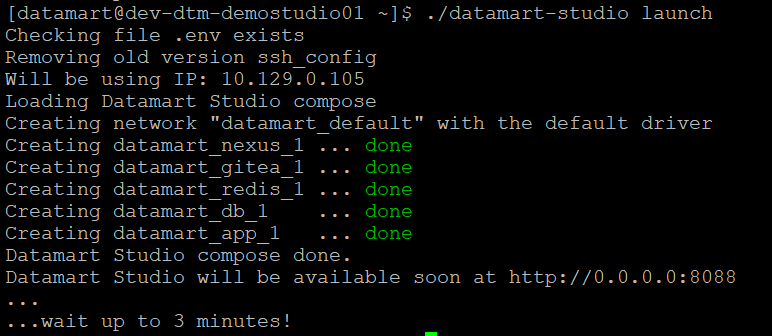 [datamart@dev-dtm-demostudio01 ~]$ ./datamart-studio launch
Checking file .env exists
Removing old version ssh_config
Will be using IP: 10.129.0.105
Loading Datamart Studio compose
Creating network "datamart_default" with the default driver
Creating datamart_nexus_1 ... done
Creating datamart_gitea_1 ... done
Creating datamart_redis_1 ... done
Creating datamart_db_1    ... done
Creating datamart_app_1   ... done
Datamart Studio compose done.
Datamart Studio will be available soon at http://0.0.0.0:8088
...
...wait up to 3 minutes!